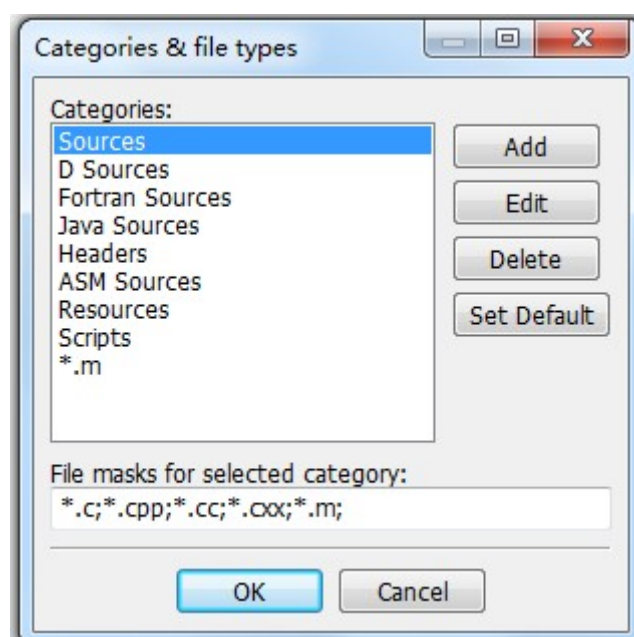 Categories & file types
Categories:
Sources
D Sources
Fortran Sources
Java Sources
Headers
ASM Sources
Resources
Scripts
*.m
Add
Edit
Delete
Set Default
File masks for selected category:
*.c;*.cpp;*.cc;*.cxx;*.m;
OK
Cancel